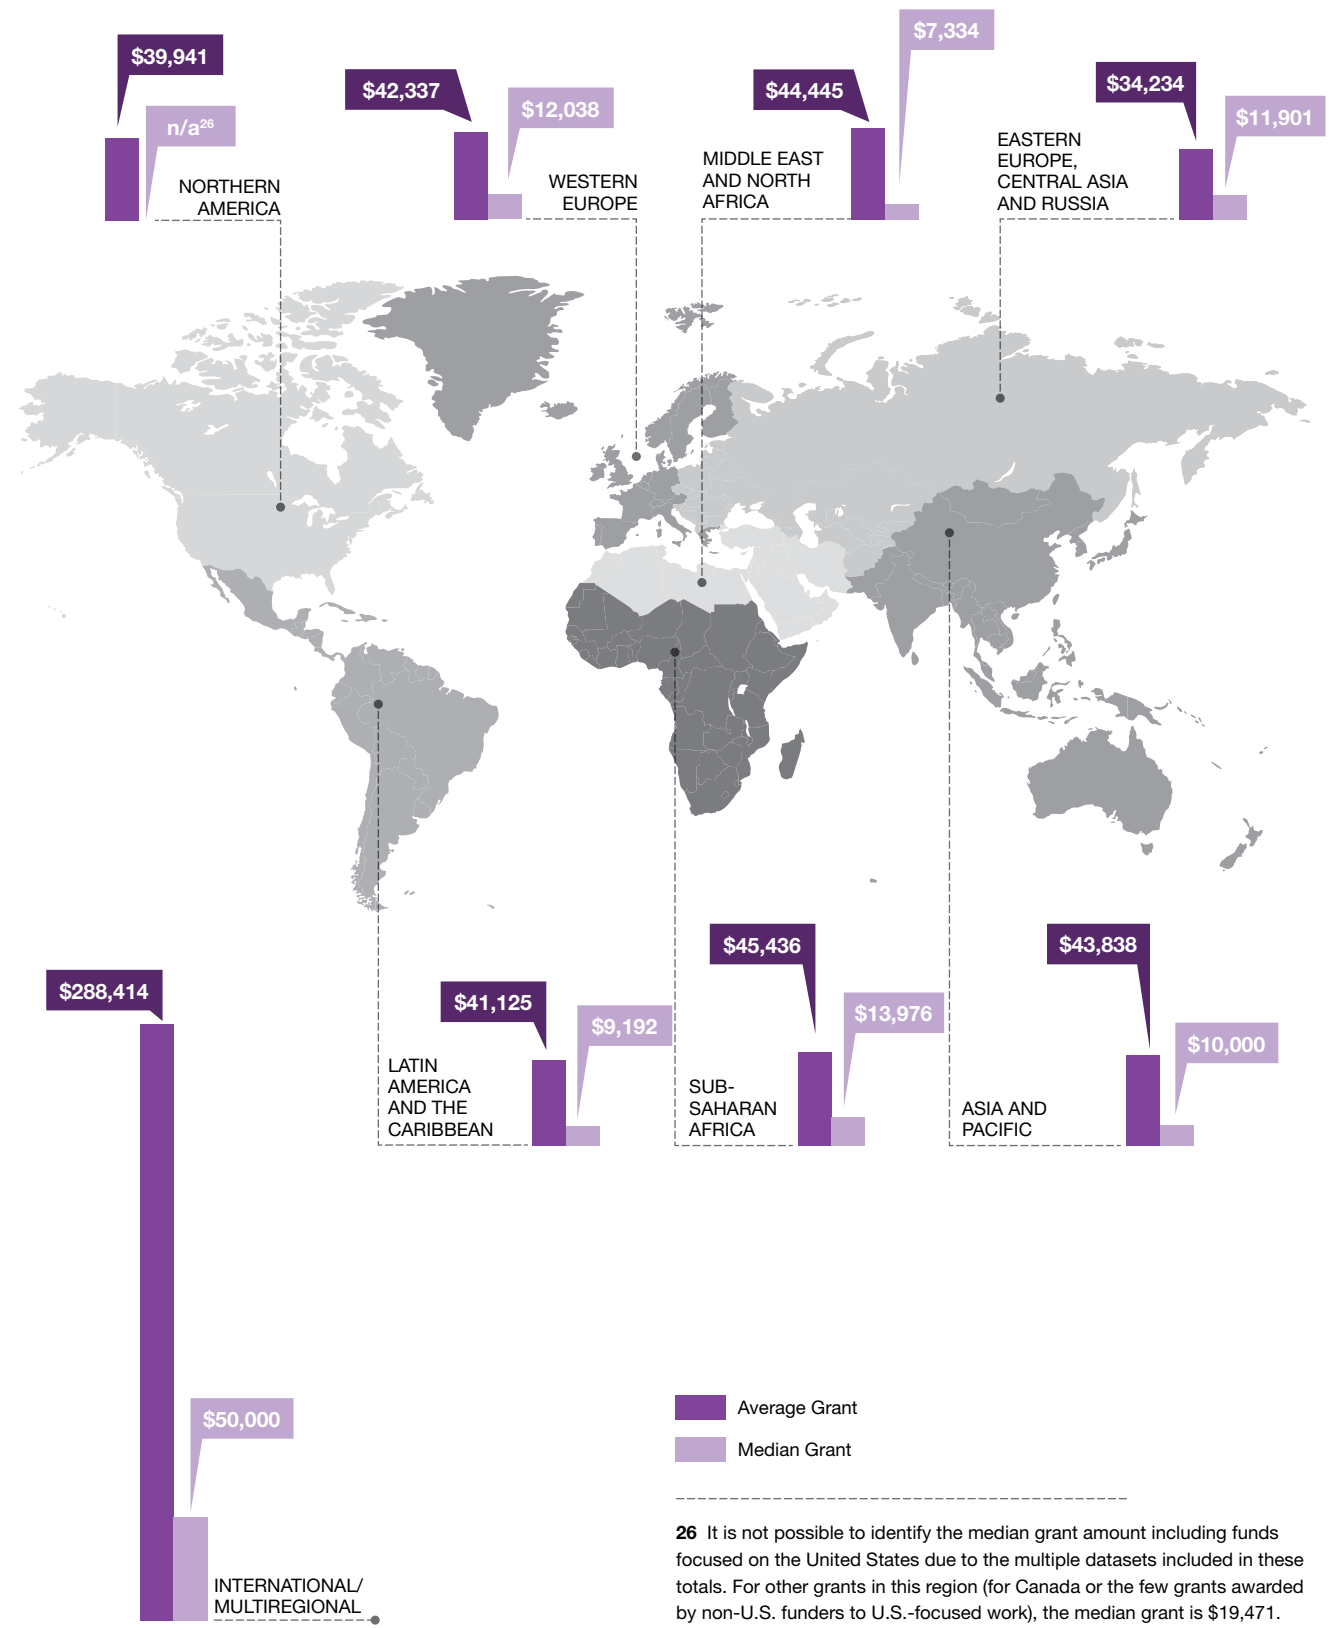 $39,941
n/a26
NORTHERN
AMERICA
$42,337
$12,038
WESTERN
EUROPE
$44,445
$7,334
MIDDLE EAST
AND NORTH
AFRICA
$34,234
$11,901
EASTERN
EUROPE,
CENTRAL ASIA
AND RUSSIA
$41,125
$9,192
LATIN
AMERICA
AND THE
CARIBBEAN
$45,436
$13,976
SUB-
SAHARAN
AFRICA
$43,838
$10,000
ASIA AND
PACIFIC
$288,414
$50,000
INTERNATIONAL/
MULTIREGIONAL
Average Grant
Median Grant
26 It is not possible to identify the median grant amount including funds
focused on the United States due to the multiple datasets included in these
totals. For other grants in this region (for Canada or the few grants awarded
by non-U.S. funders to U.S.-focused work), the median grant is $19,471.